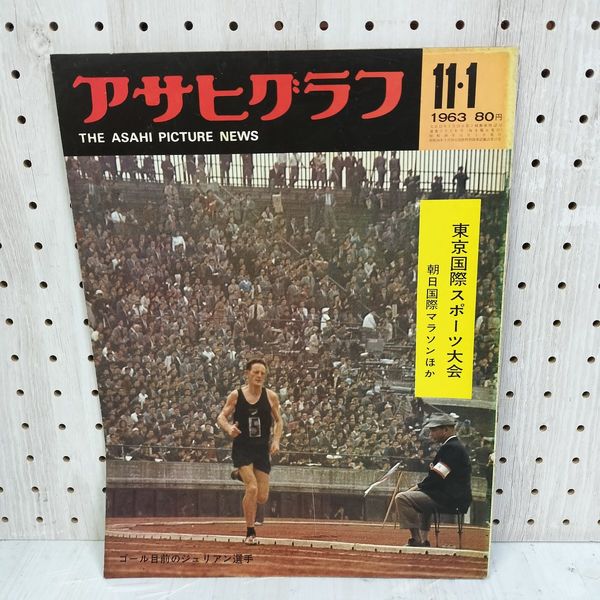 アサヒグラフ
THE ASAHI PICTURE NEWS
11・1
1963 80円
東京国際スポーツ大会
朝日国際マラソンほか
ゴール目前のジュリアン選手